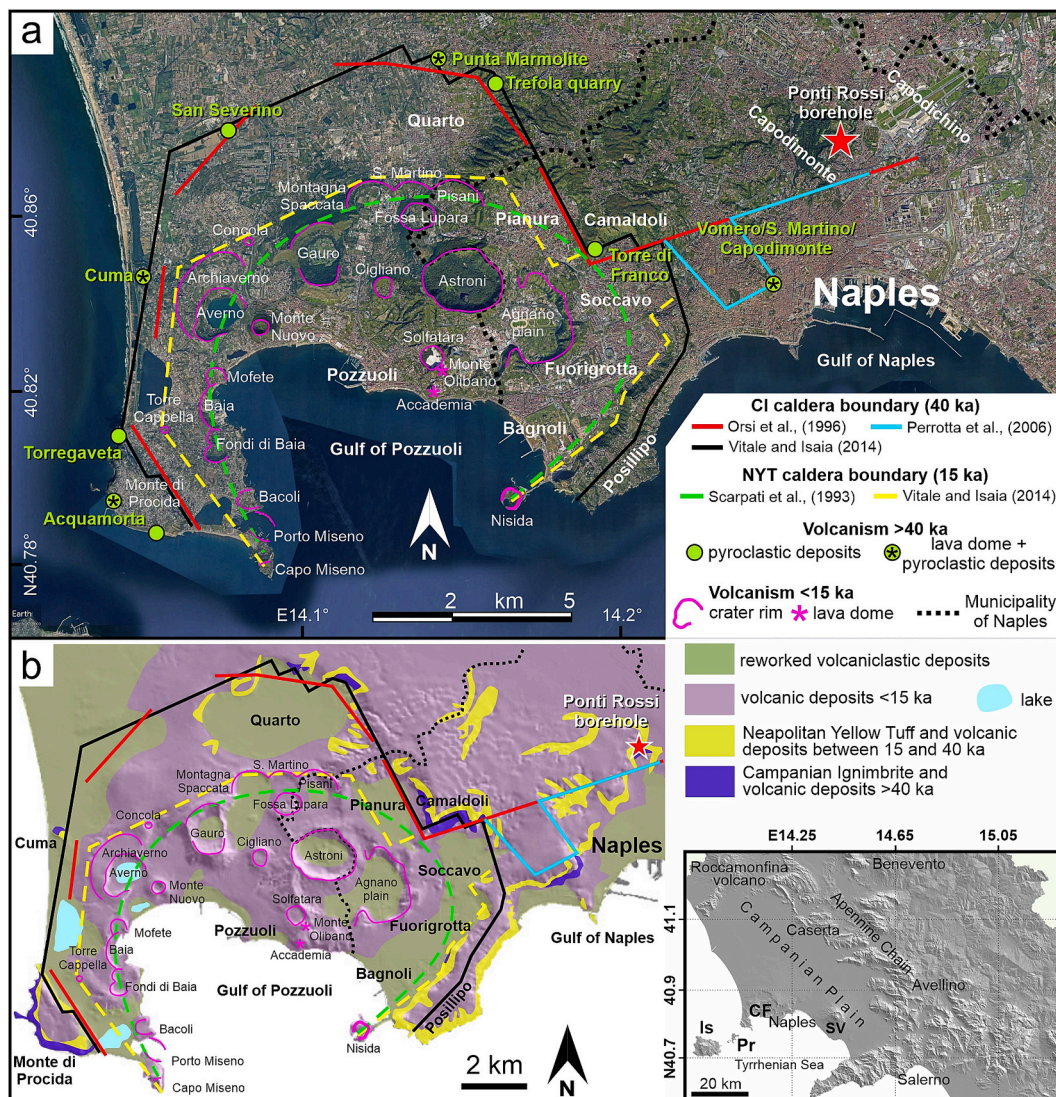 a
Punta Marmolite
Trefola quarry
San Severino
Quarto
Ponti Rossi
borehole
Capodichino
Capodimonte
Montagna
Spaccata
S. Martino
Pisani
Fossa Lupara
Pianura
Camaldoli
Vomero/S. Martino/
Capodimonte
Concola
Gauro
Cigliano
Torre di
Franco
Cuma
Archiaverno
Averno
Astroni
Soccavo
Naples
Monte
Nuovo
Agnano
plain
Solfatara
Monte
Olibano
Gulf of Naples
Mofete
Pozzuoli
Fuorigrotta
Accademia
Torre
Cappella
Baia
Bagnoli
Torregaveta
Fondi di Baia
Gulf of Pozzuoli
Posillipo
Monte di
Procida
Bacoli
Nisida
Acquamorta
Porto Miseno
N
Capo Miseno
40.86
40.82°
N40.78°
Earth
E14.1°
2
5
km
14.2°
CI caldera boundary (40 ka)
Orsi et al., (1996)
Perrotta et al., (2006)
Vitale and Isaia (2014)
NYT caldera boundary (15 ka)
Scarpati et al., (1993)
Vitale and Isaia (2014)
Volcanism >40 ka
pyroclastic deposits
lava dome +
pyroclastic deposits
Volcanism <15 ka
crater rim
lava dome
Municipality
of Naples
reworked volcaniclastic deposits
volcanic deposits <15 ka
lake
Neapolitan Yellow Tuff and volcanic
deposits between 15 and 40 ka
Campanian Ignimbrite and
volcanic deposits >40 ka
b
Quarto
Ponti Rossi
borehole
Montagna
Spaccata
S. Martino
Pisani
Fossa Lupara
Pianura
Camaldoli
Concola
Gauro
Cigliano
Cuma
Archiaverno
Averno
Astroni
Soccavo
Naples
Monte
Nuovo
Agnano
plain
Solfatara
Monte
Olibano
Mofete
Pozzuoli
Fuorigrotta
Gulf of Naples
Accademia
Torre
Cappella
Baia
Bagnoli
Fondi di Baia
Gulf of Pozzuoli
Posillipo
Bacoli
Nisida
Monte di
Procida
Porto Miseno
Capo Miseno
2 km
N
E14.25
14.65
15.05
Roccamonfina
volcano
Benevento
41.1
Campanian Plain
Caserta
Apennine Chain
40.9
Avellino
CF
Naples
Is
SV
Pr
N40.7
Tyrrhenian Sea
20 km
Salerno